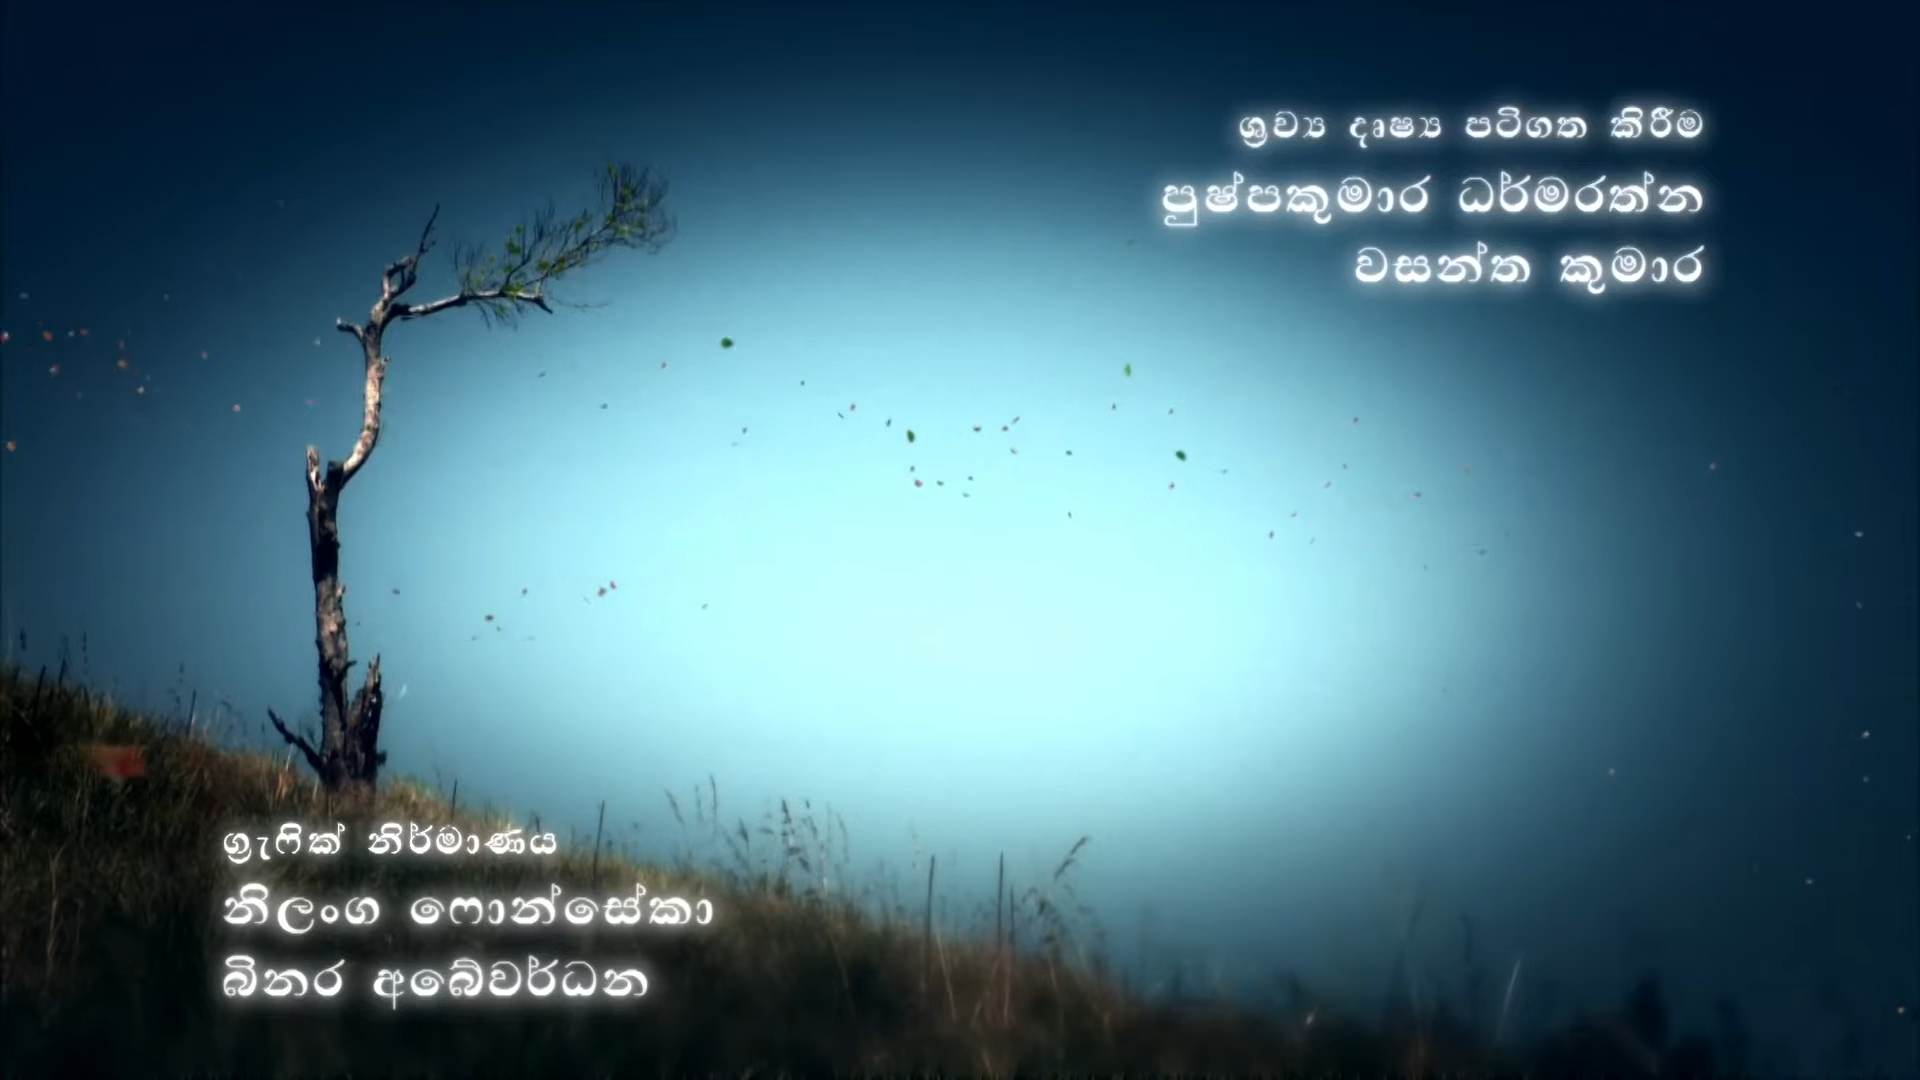 ශ්‍රව්‍ය දෘෂ්‍ය පටිගත කිරීම
පුෂ්පකුමාර ධර්මරත්න
වසන්ත කුමාර
ග්‍රැෆික් නිර්මාණය
නිලංග ෆොන්සේකා
බිනර අබේවර්ධන